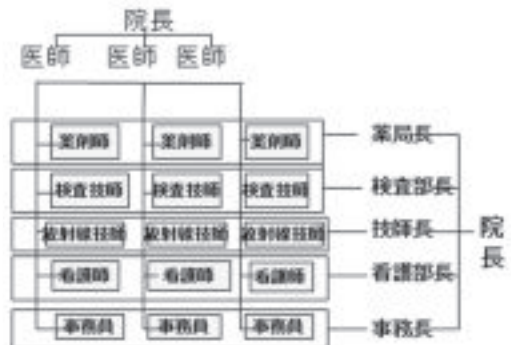 院長
医師 医師 医師
薬剤師 薬剤師 薬剤師 薬局長
検査技師 検査技師 検査技師 検査部長
放射線技師 放射線技師 放射線技師 技師長
院長
看護師 看護師 看護師 看護部長
事務員 事務員 事務員 事務長